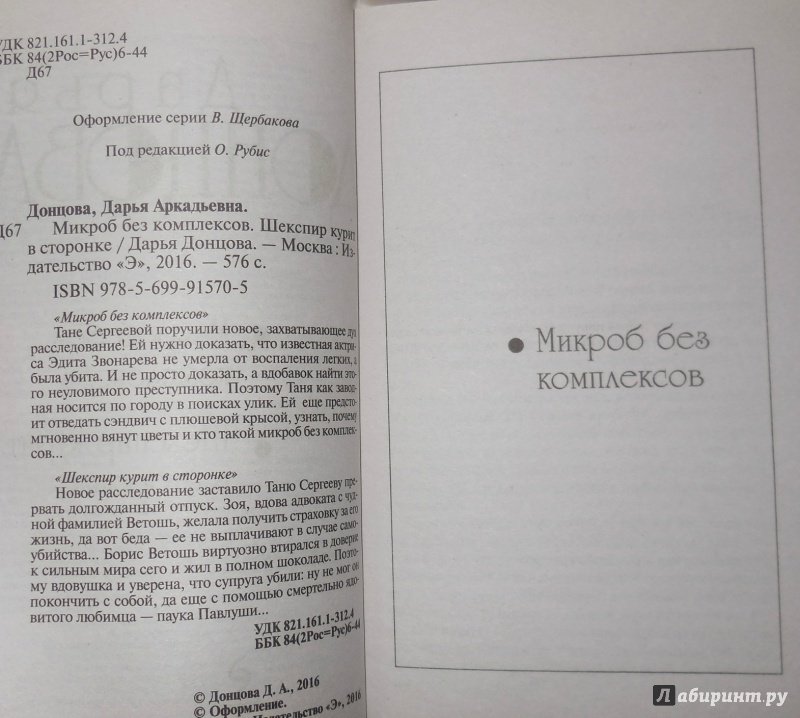 УДК 821.161.1-312.4
ББК 84(2Рос=Рус)6-44
Д67
Оформление серии В. Щербакова
Под редакцией О. Рубис
Донцова, Дарья Аркадьевна.
Д67 Микроб без комплексов. Шекспир курит
в сторонке / Дарья Донцова. — Москва : Из-
дательство «Э», 2016. — 576 с.
ISBN 978-5-699-91570-5
«Микроб без комплексов»
Тане Сергеевой поручили новое, захватывающее дух
расследование! Ей нужно доказать, что известная актри-
са Эдита Звонарева не умерла от воспаления легких, а
была убита. И не просто доказать, а вдобавок найти это-
го неуловимого преступника. Поэтому Таня как завод-
ная носится по городу в поисках улик. Ей еще предсто-
ит отведать сэндвич с плюшевой крысой, узнать, почему
мгновенно вянут цветы и кто такой микроб без комплек-
сов...
«Шекспир курит в сторонке»
Новое расследование заставило Таню Сергееву пре-
рвать долгожданный отпуск. Зоя, вдова адвоката с чуд-
ной фамилией Ветошь, желала получить страховку за его
жизнь, да вот беда — ее не выплачивают в случае само-
убийства... Борис Ветошь виртуозно втирался в доверие
к сильным мира сего и жил в полном шоколаде. Поэто-
му вдовушка и уверена, что супруга убили: ну не мог он
покончить с собой, да еще с помощью смертельно ядо-
витого любимца — паука Павлуши...
УДК 821.161.1-312.4
ББК 84(2Рос=Рус)6-44
© Донцова Д. А., 2016
© Оформление.
Издательство «Э», 2016
Микроб без
комплексов
Лабиринт.ру